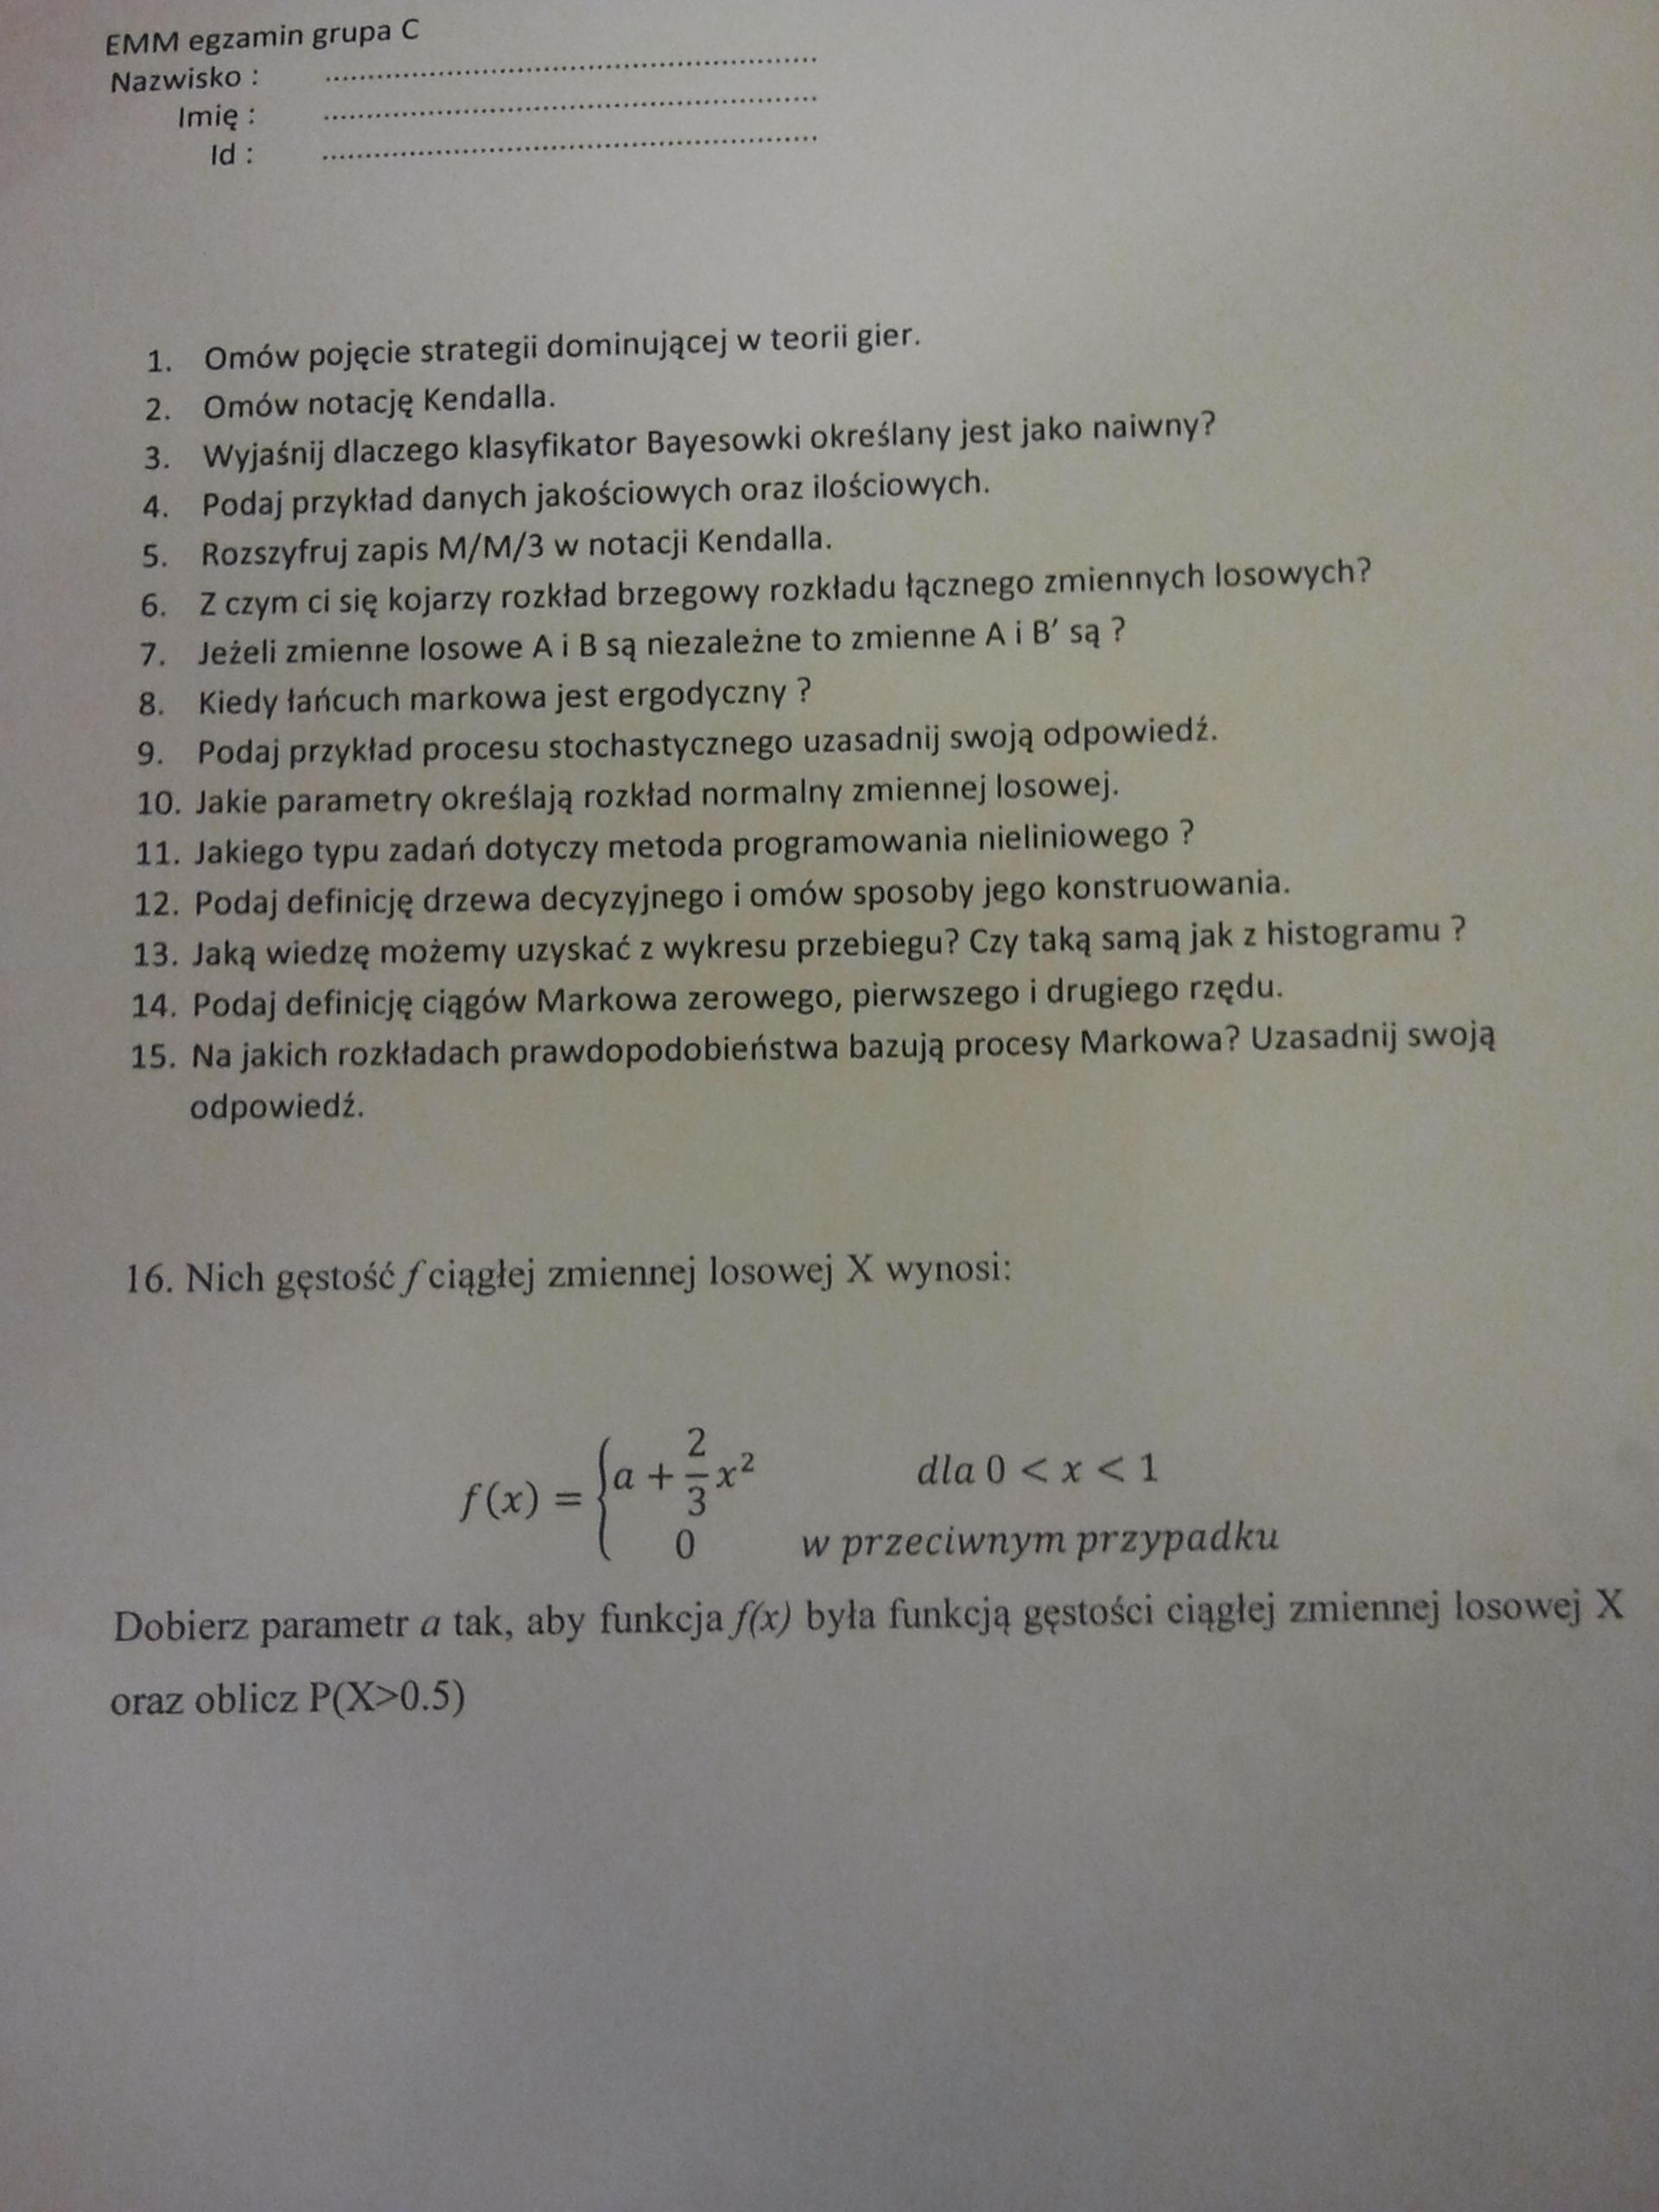 EMM egzamin grupa C
Nazwisko : ............................................................
Imię : ............................................................
Id : ............................................................
1. Omów pojęcie strategii dominującej w teorii gier.
2. Omów notację Kendalla.
3. Wyjaśnij dlaczego klasyfikator Bayesowki określany jest jako naiwny?
4. Podaj przykład danych jakościowych oraz ilościowych.
5. Rozszyfruj zapis M/M/3 w notacji Kendalla.
6. Z czym ci się kojarzy rozkład brzegowy rozkładu łącznego zmiennych losowych?
7. Jeżeli zmienne losowe A i B są niezależne to zmienne A i B' są ?
8. Kiedy łańcuch markowa jest ergodyczny ?
9. Podaj przykład procesu stochastycznego uzasadnij swoją odpowiedź.
10. Jakie parametry określają rozkład normalny zmiennej losowej.
11. Jakiego typu zadań dotyczy metoda programowania nieliniowego ?
12. Podaj definicję drzewa decyzyjnego i omów sposoby jego konstruowania.
13. Jaką wiedzę możemy uzyskać z wykresu przebiegu? Czy taką samą jak z histogramu ?
14. Podaj definicję ciągów Markowa zerowego, pierwszego i drugiego rzędu.
15. Na jakich rozkładach prawdopodobieństwa bazują procesy Markowa? Uzasadnij swoją
odpowiedź.
16. Nich gęstość f ciągłej zmiennej losowej X wynosi:
f(x) = { a + 2/3 x² dla 0 < x < 1
0 w przeciwnym przypadku
Dobierz parametr a tak, aby funkcja f(x) była funkcją gęstości ciągłej zmiennej losowej X
oraz oblicz P(X>0.5)